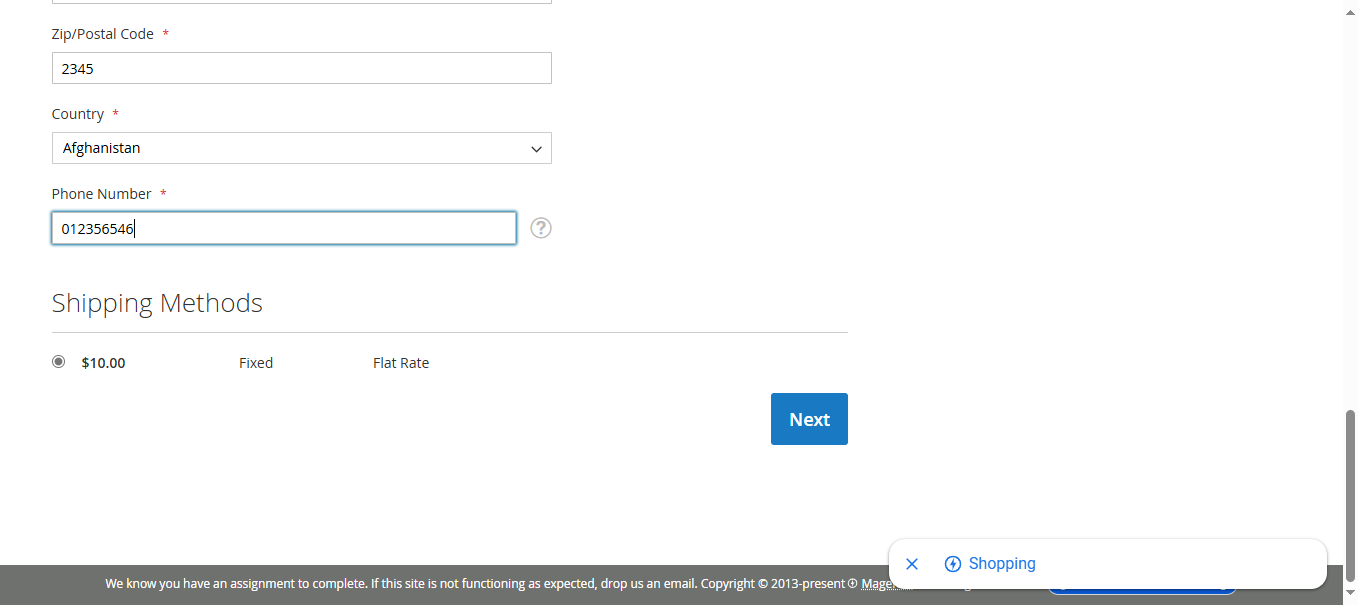 Zip/Postal Code *
2345
Country *
Afghanistan
Phone Number *
012356546
?
Shipping Methods
$10.00 Fixed Flat Rate
Next
Shopping
We know you have an assignment to complete. If this site is not functioning as expected, drop us an email. Copyright © 2013-present